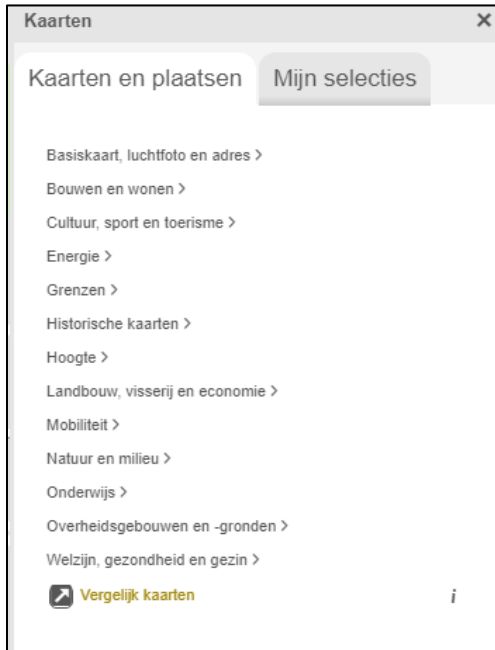 Kaarten ×
Kaarten en plaatsen Mijn selecties
Basiskaart, luchtfoto en adres >
Bouwen en wonen >
Cultuur, sport en toerisme >
Energie >
Grenzen >
Historische kaarten >
Hoogte >
Landbouw, visserij en economie >
Mobiliteit >
Natuur en milieu >
Onderwijs >
Overheidsgebouwen en -gronden >
Welzijn, gezondheid en gezin >
Vergelijk kaarten i